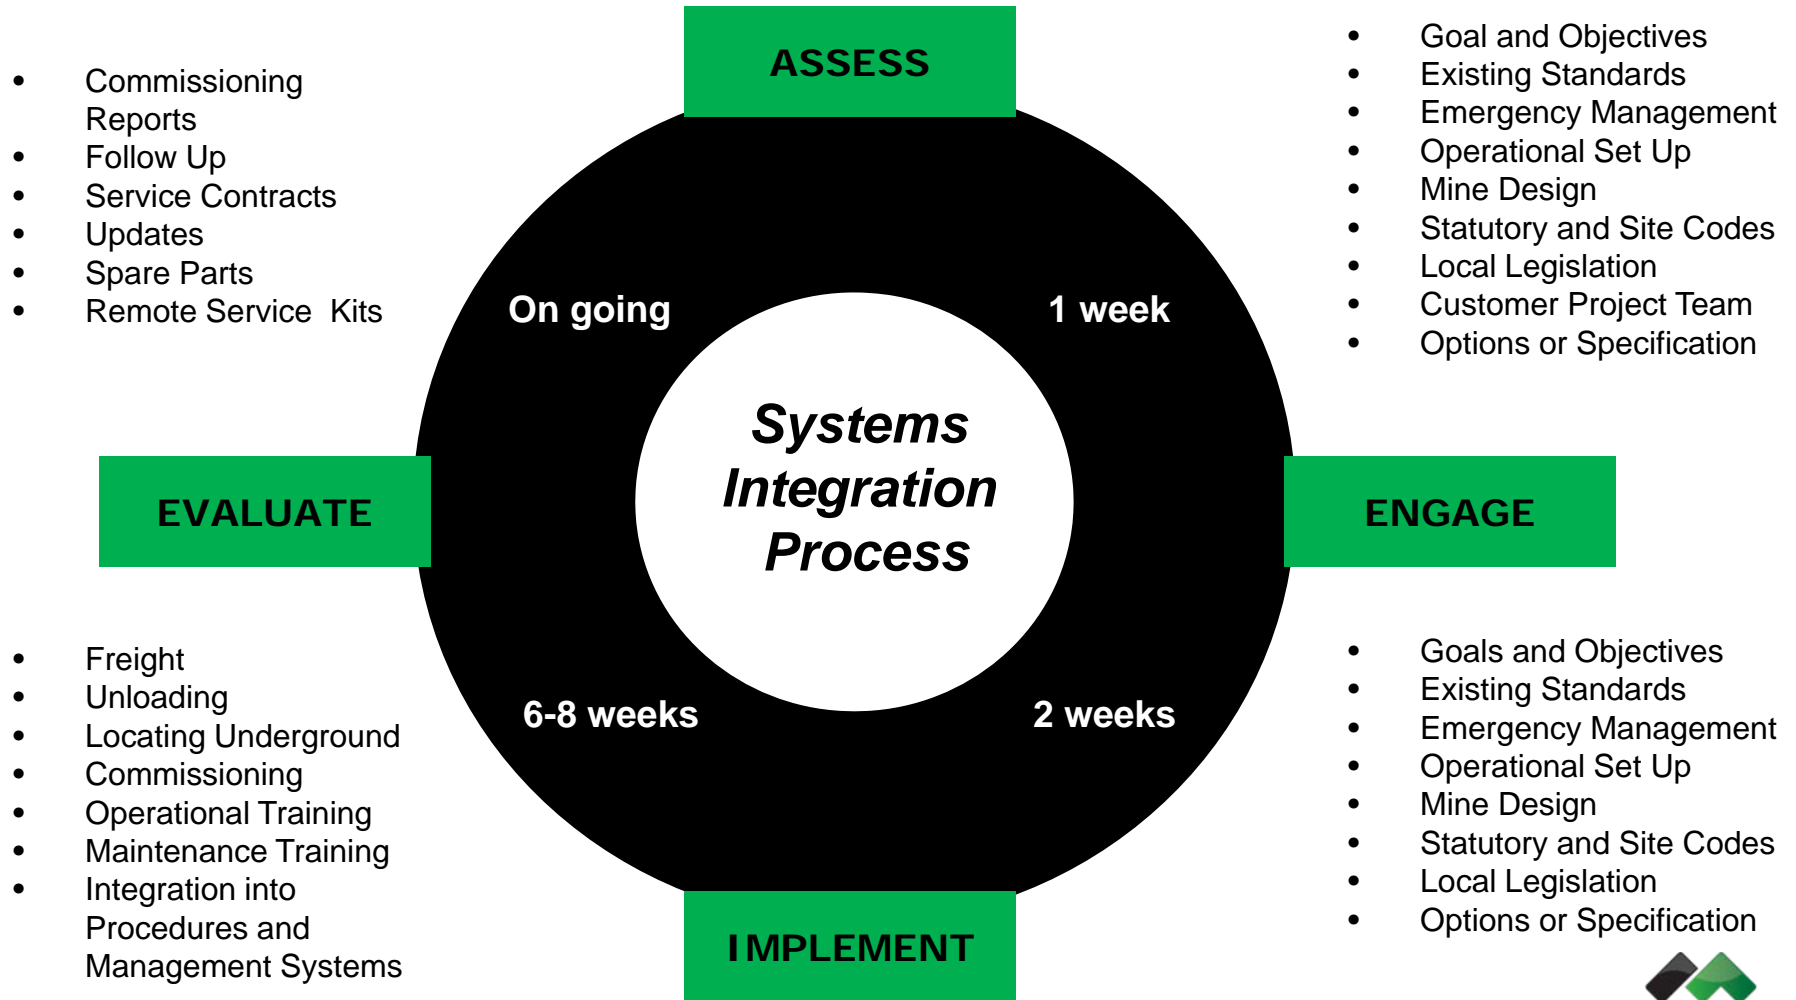 ASSESS
• Commissioning
Reports
• Follow Up
• Service Contracts
• Updates
• Spare Parts
• Remote Service  Kits
• Goal and Objectives
• Existing Standards
• Emergency Management
• Operational Set Up
• Mine Design
• Statutory and Site Codes
• Local Legislation
• Customer Project Team
• Options or Specification
On going
1 week
Systems
Integration
Process
EVALUATE
ENGAGE
6-8 weeks
2 weeks
• Freight
• Unloading
• Locating Underground
• Commissioning
• Operational Training
• Maintenance Training
• Integration into
Procedures and
Management Systems
• Goals and Objectives
• Existing Standards
• Emergency Management
• Operational Set Up
• Mine Design
• Statutory and Site Codes
• Local Legislation
• Options or Specification
IMPLEMENT